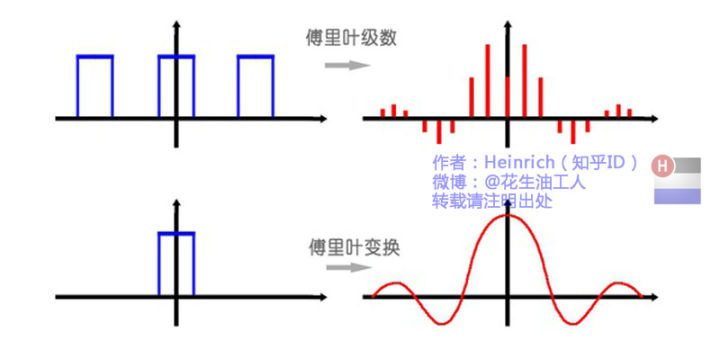 傅里叶级数
作者：Heinrich（知乎ID）
微博：@花生油工人
转载请注明出处
H
傅里叶变换